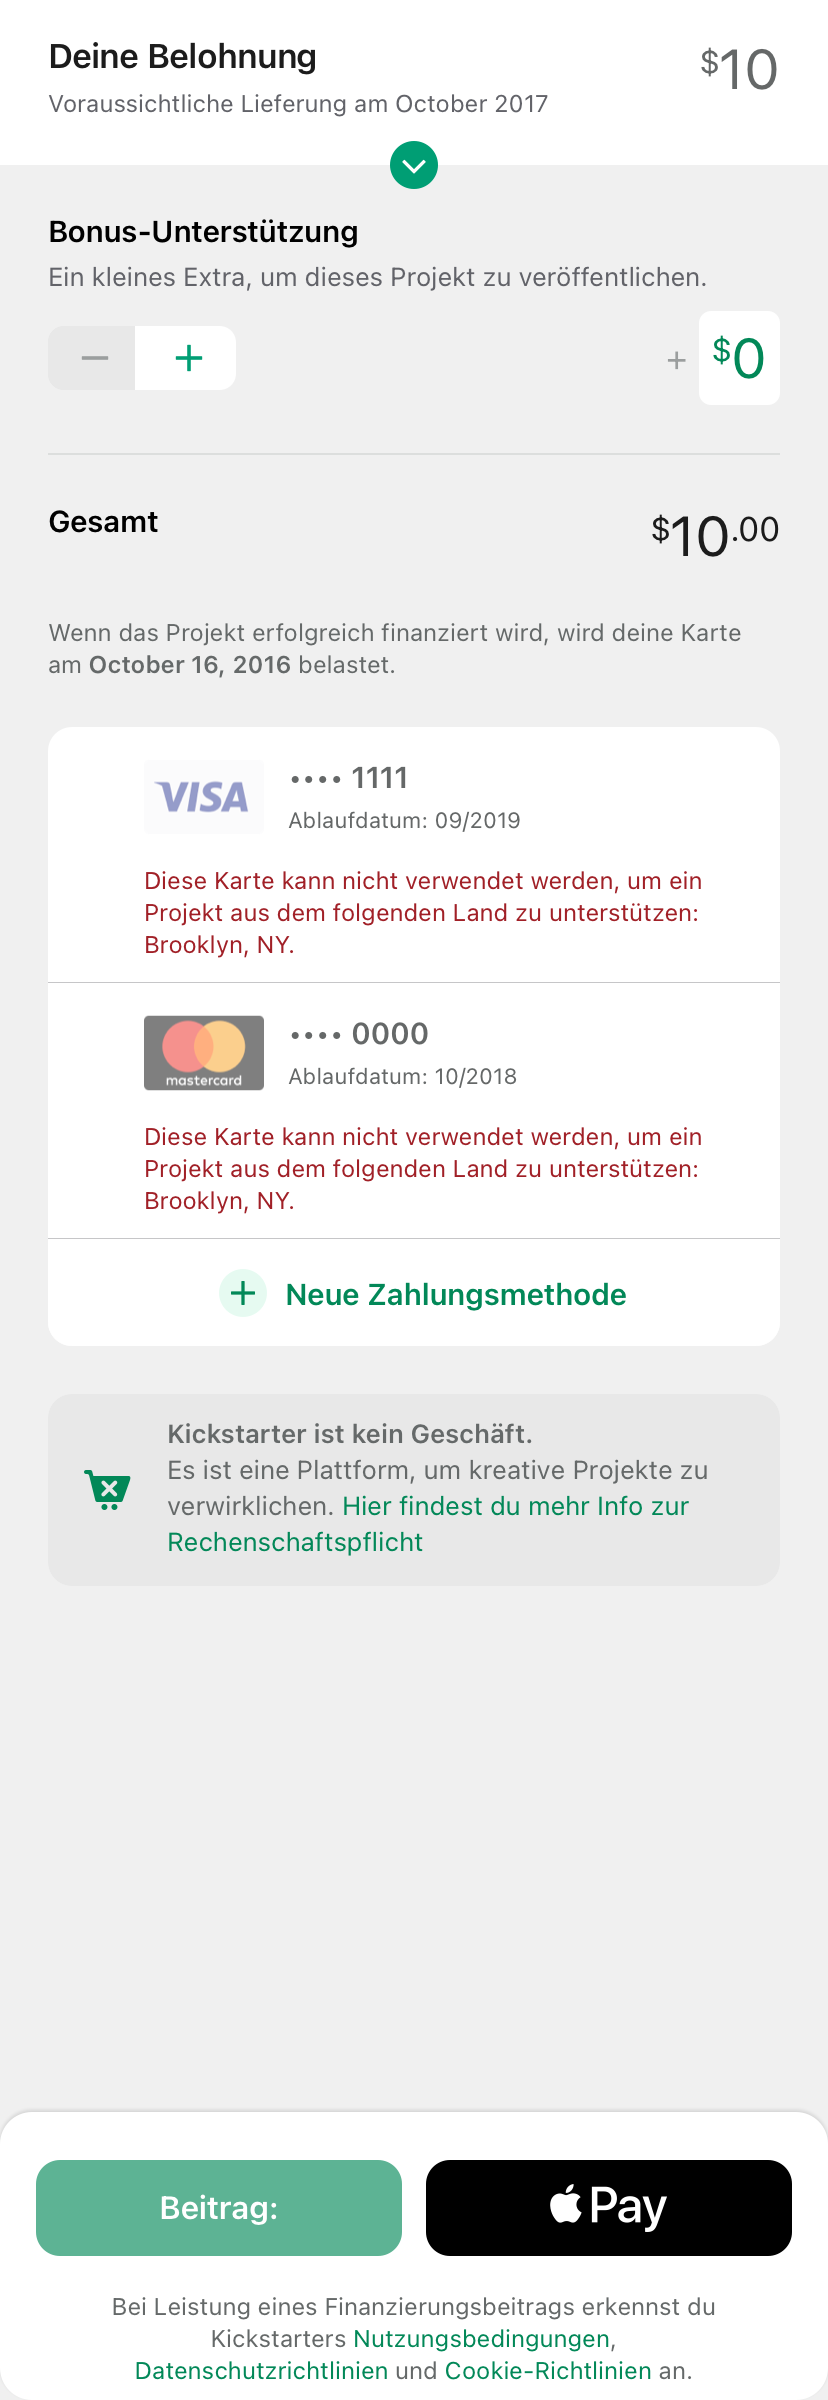 Deine Belohnung
$10
Voraussichtliche Lieferung am October 2017
Bonus-Unterstützung
Ein kleines Extra, um dieses Projekt zu veröffentlichen.
− +
+ $0
Gesamt
$10.00
Wenn das Projekt erfolgreich finanziert wird, wird deine Karte
am October 16, 2016 belastet.
VISA
•••• 1111
Ablaufdatum: 09/2019
Diese Karte kann nicht verwendet werden, um ein
Projekt aus dem folgenden Land zu unterstützen:
Brooklyn, NY.
mastercard
•••• 0000
Ablaufdatum: 10/2018
Diese Karte kann nicht verwendet werden, um ein
Projekt aus dem folgenden Land zu unterstützen:
Brooklyn, NY.
+ Neue Zahlungsmethode
Kickstarter ist kein Geschäft.
Es ist eine Plattform, um kreative Projekte zu
verwirklichen. Hier findest du mehr Info zur
Rechenschaftspflicht
Beitrag:
Pay
Bei Leistung eines Finanzierungsbeitrags erkennst du
Kickstarters Nutzungsbedingungen,
Datenschutzrichtlinien und Cookie-Richtlinien an.